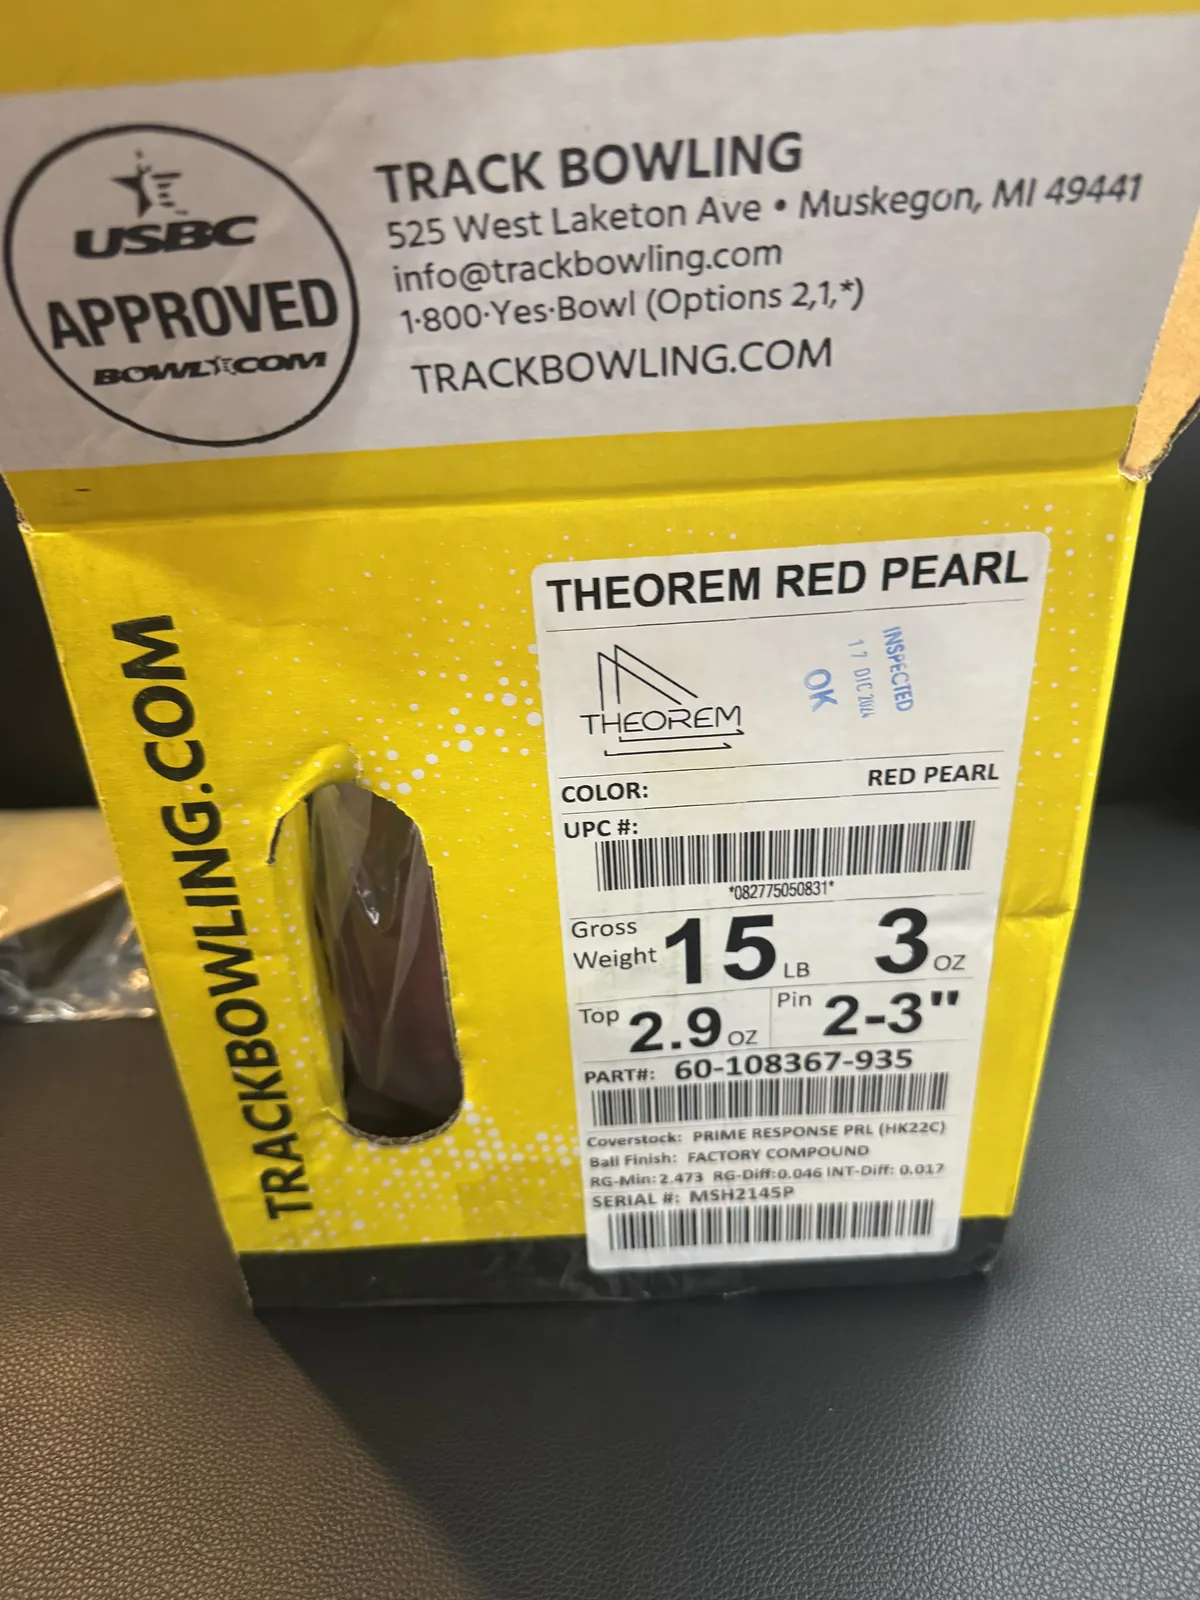 USBC
APPROVED
BOWL.COM
TRACK BOWLING
525 West Laketon Ave • Muskegon, MI 49441
info@trackbowling.com
1·800·Yes·Bowl (Options 2,1,*)
TRACKBOWLING.COM
TRACKBOWLING.COM
THEOREM RED PEARL
THEOREM
INSPECTED
17 DIC 2024
OK
COLOR: RED PEARL
UPC #:
*082775050831*
Gross Weight 15 LB 3 OZ
Top 2.9 OZ Pin 2-3"
PART#: 60-108367-935
Coverstock: PRIME RESPONSE PRL (HK22C)
Ball Finish: FACTORY COMPOUND
RG-Min: 2.473 RG-Diff:0.046 INT-Diff: 0.017
SERIAL #: MSH2145P